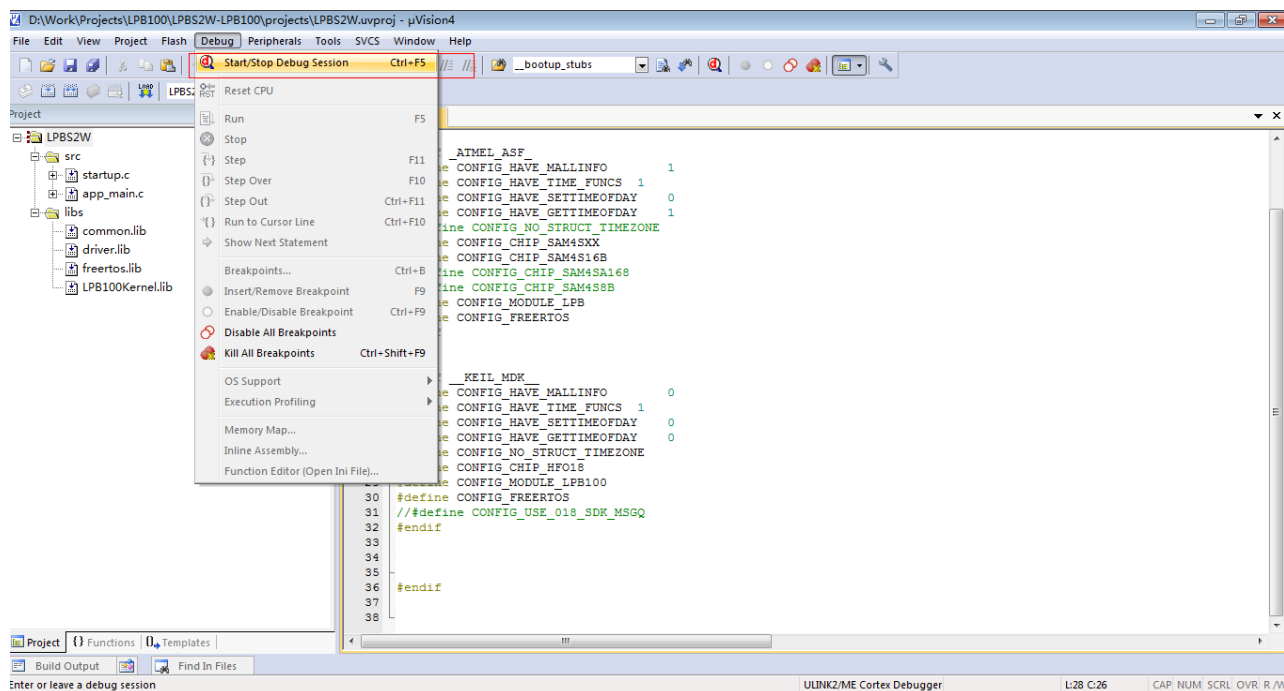 D:\Work\Projects\LPB100\LPBS2W-LPB100\projects\LPBS2W.uvproj - µVision4
File Edit View Project Flash Debug Peripherals Tools SVCS Window Help
Start/Stop Debug Session Ctrl+F5
__bootup_stubs
Reset CPU
Run F5
Stop
Step F11
Step Over F10
Step Out Ctrl+F11
Run to Cursor Line Ctrl+F10
Show Next Statement
Breakpoints... Ctrl+B
Insert/Remove Breakpoint F9
Enable/Disable Breakpoint Ctrl+F9
Disable All Breakpoints
Kill All Breakpoints Ctrl+Shift+F9
OS Support
Execution Profiling
Memory Map...
Inline Assembly...
Function Editor (Open Ini File)...
LOAD
LPBS2
RST
Project
LPBS2W
src
startup.c
app_main.c
libs
common.lib
driver.lib
freertos.lib
LPB100Kernel.lib
_ATMEL_ASF_
e CONFIG_HAVE_MALLINFO 1
e CONFIG_HAVE_TIME_FUNCS 1
e CONFIG_HAVE_SETTIMEOFDAY 0
e CONFIG_HAVE_GETTIMEOFDAY 1
ine CONFIG_NO_STRUCT_TIMEZONE
e CONFIG_CHIP_SAM4SXX
e CONFIG_CHIP_SAM4S16B
ine CONFIG_CHIP_SAM4SA16B
ine CONFIG_CHIP_SAM4S8B
e CONFIG_MODULE_LPB
e CONFIG_FREERTOS
__KEIL_MDK__
e CONFIG_HAVE_MALLINFO 0
e CONFIG_HAVE_TIME_FUNCS 1
e CONFIG_HAVE_SETTIMEOFDAY 0
e CONFIG_HAVE_GETTIMEOFDAY 0
e CONFIG_NO_STRUCT_TIMEZONE
e CONFIG_CHIP_HF018
CONFIG_MODULE_LPB100
30 #define CONFIG_FREERTOS
31 //#define CONFIG_USE_018_SDK_MSGQ
32 #endif
33
34
35
36 #endif
37
38
Project Functions Templates
Build Output Find In Files
Enter or leave a debug session ULINK2/ME Cortex Debugger L:28 C:26 CAP NUM SCRL OVR R/W